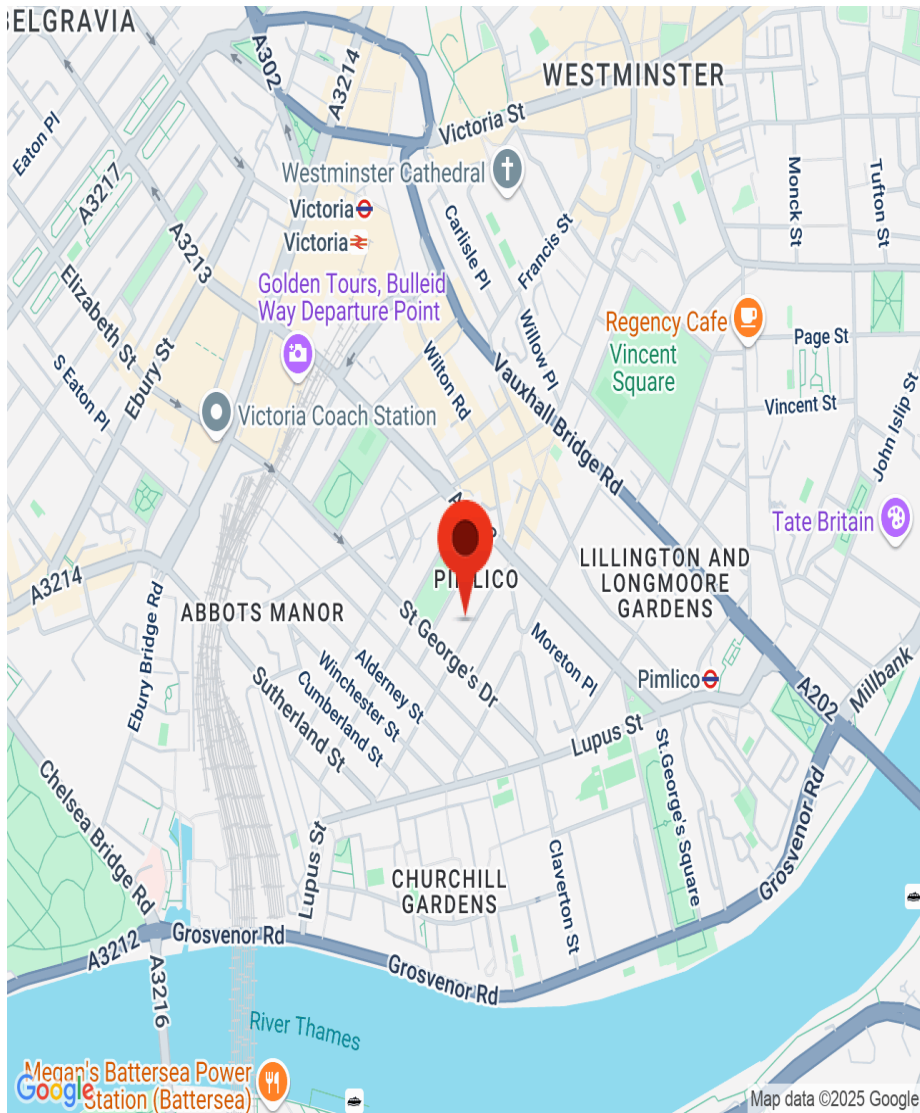 BELGRAVIA
A302
A3214
WESTMINSTER
Victoria St
Eaton Pl
A3217
Westminster Cathedral
Monck St
Tufton St
Victoria
Victoria
Carlisle Pl
Francis St
A3213
Golden Tours, Bulleid
Way Departure Point
Elizabeth St
Regency Cafe
Vincent
Square
Page St
S Eaton Pl
Ebury St
Wilton Rd
Willow Pl
Vauxhall Bridge Rd
Victoria Coach Station
Vincent St
John Islip St
Tate Britain
LILLINGTON AND
LONGMOORE
GARDENS
A3214
ABBOTS MANOR
PIMLICO
Ebury Bridge Rd
St George's Dr
Moreton Pl
Alderney St
Winchester St
Cumberland St
Sutherland St
Pimlico
A202
Millbank
Lupus St
St.George's Square
Chelsea Bridge Rd
Lupus St
Claverton St
Grosvenor Rd
CHURCHILL
GARDENS
A3212
Grosvenor Rd
Grosvenor Rd
A3216
River Thames
Megan's Battersea Power
Station (Battersea)
Google
Map data ©2025 Google